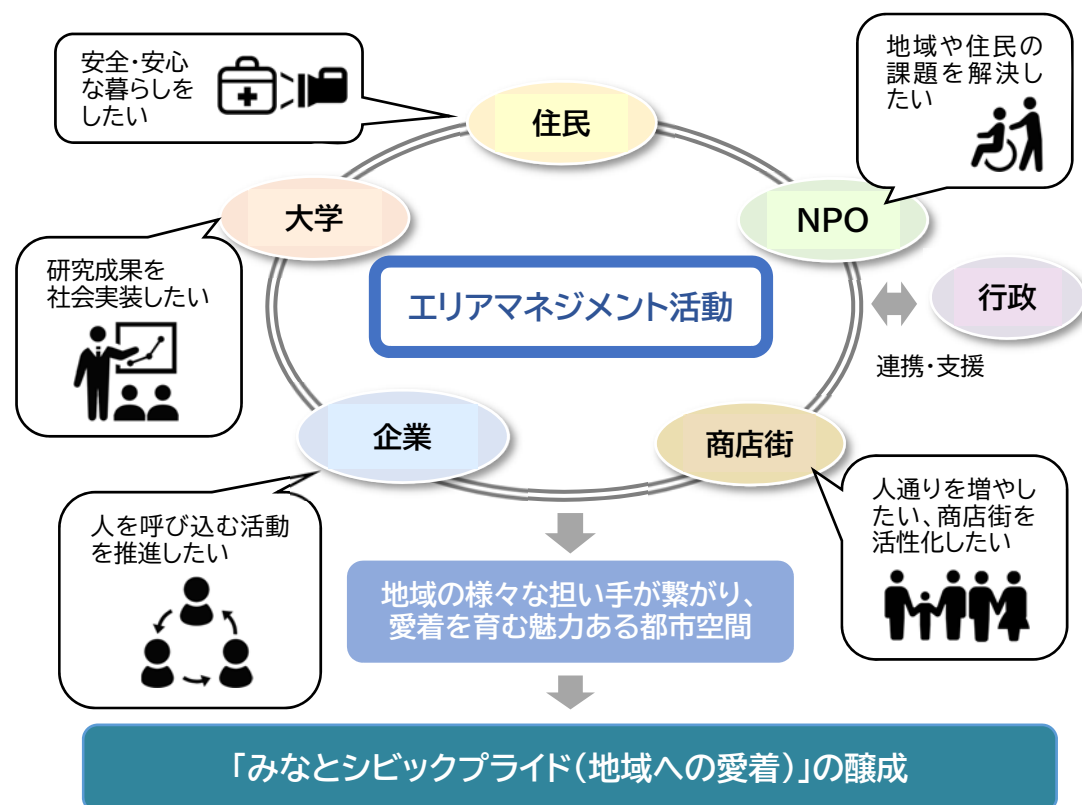 安全・安心
な暮らしを
したい
住民
地域や住民の
課題を解決し
たい
大学
NPO
研究成果を
社会実装したい
エリアマネジメント活動
行政
連携・支援
企業
商店街
人を呼び込む活動
を推進したい
人通りを増やし
たい、商店街を
活性化したい
地域の様々な担い手が繋がり、
愛着を育む魅力ある都市空間
「みなとシビックプライド(地域への愛着)」の醸成